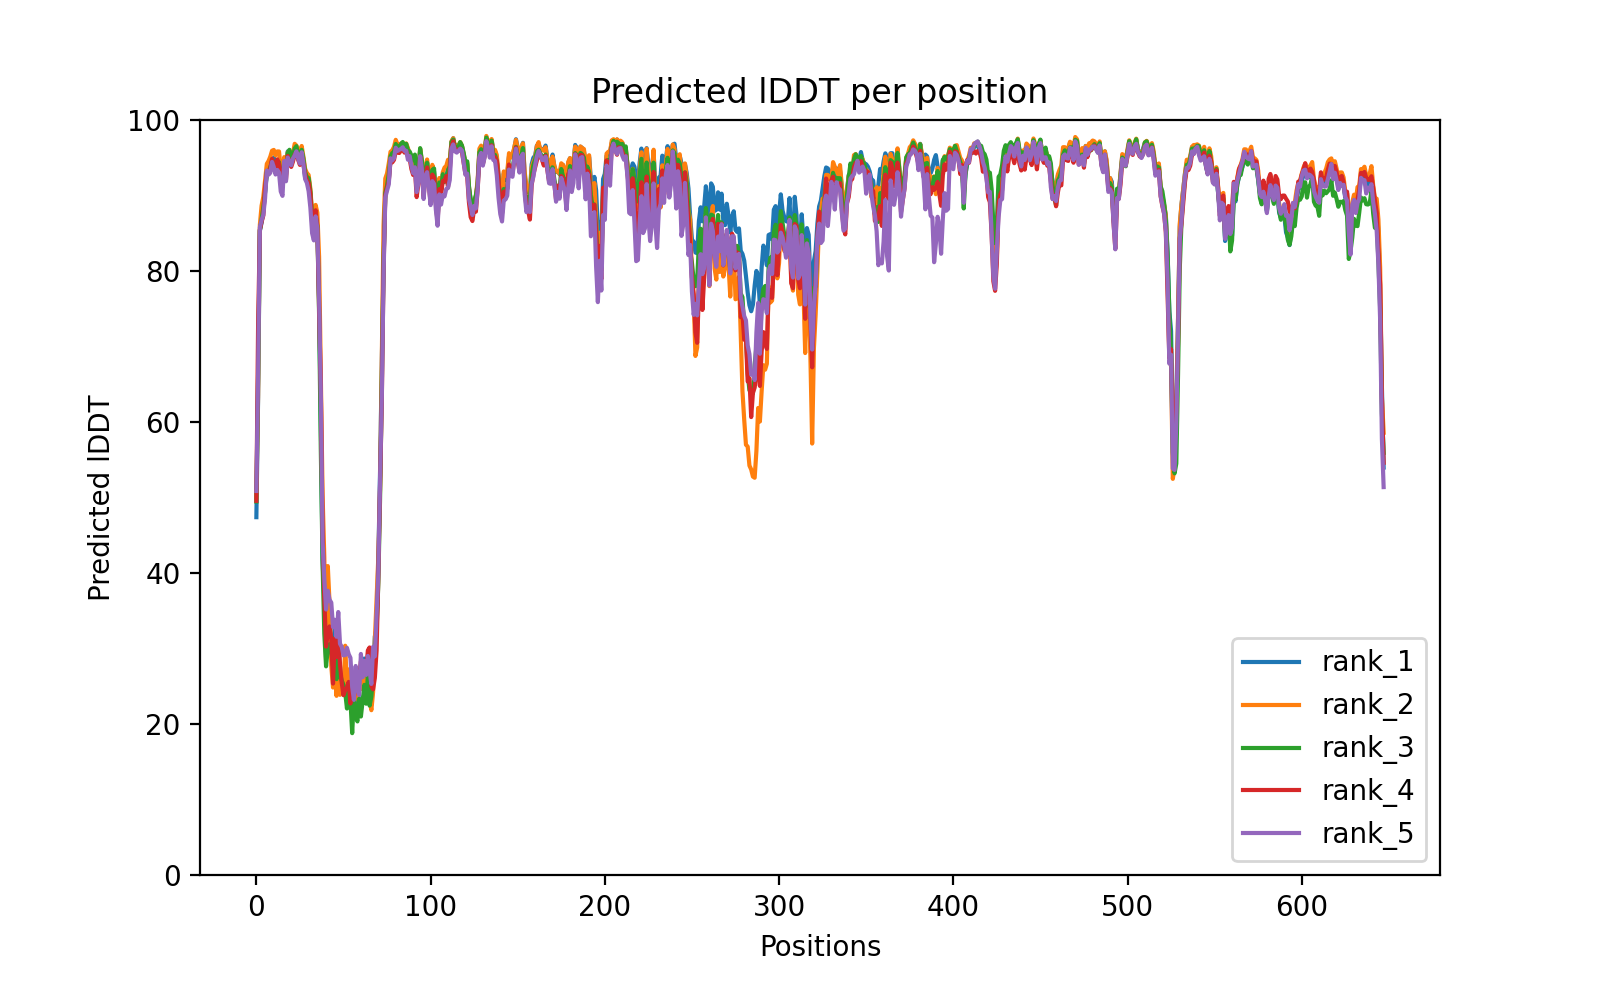 Predicted lDDT per position
100
80
60
40
20
0
Predicted lDDT
0 100 200 300 400 500 600
Positions
rank_1
rank_2
rank_3
rank_4
rank_5